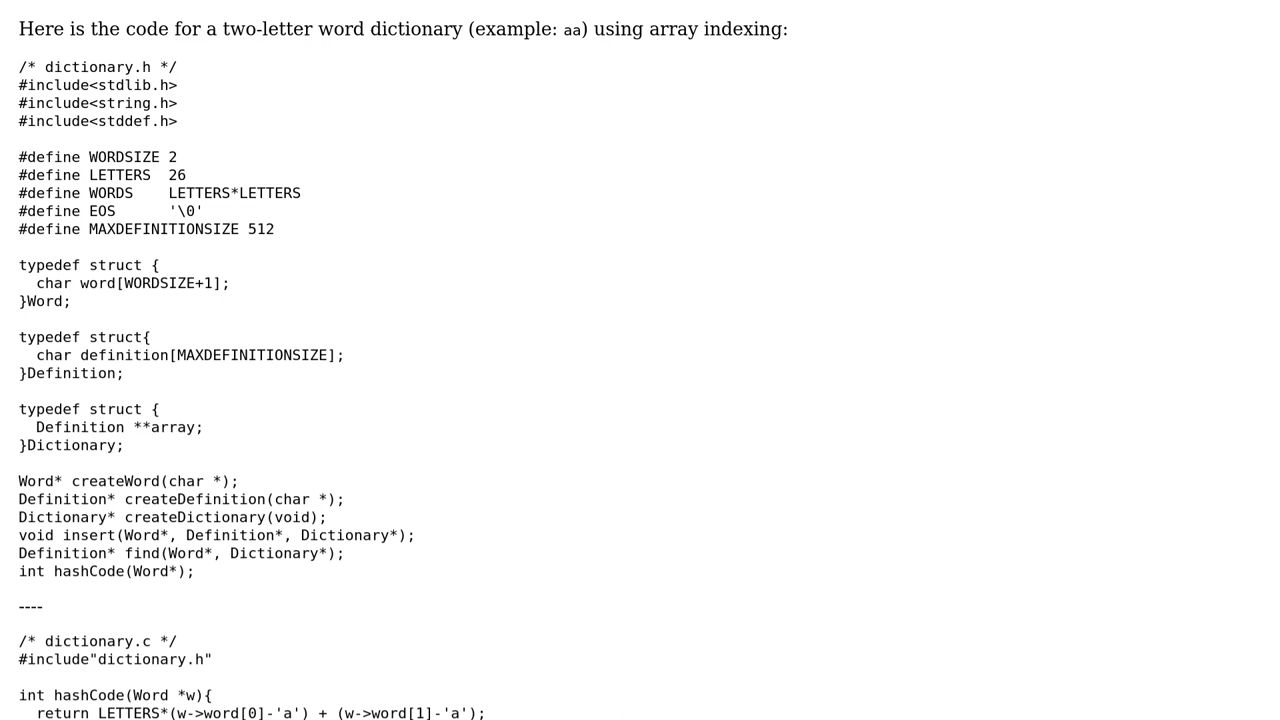 Here is the code for a two-letter word dictionary (example: aa) using array indexing:
/* dictionary.h */
#include<stdlib.h>
#include<string.h>
#include<stddef.h>
#define WORDSIZE 2
#define LETTERS  26
#define WORDS    LETTERS*LETTERS
#define EOS      '\0'
#define MAXDEFINITIONSIZE 512
typedef struct {
  char word[WORDSIZE+1];
}Word;
typedef struct{
  char definition[MAXDEFINITIONSIZE];
}Definition;
typedef struct {
  Definition **array;
}Dictionary;
Word* createWord(char *);
Definition* createDefinition(char *);
Dictionary* createDictionary(void);
void insert(Word*, Definition*, Dictionary*);
Definition* find(Word*, Dictionary*);
int hashCode(Word*);
----
/* dictionary.c */
#include"dictionary.h"
int hashCode(Word *w){
  return LETTERS*(w->word[0]-'a') + (w->word[1]-'a');